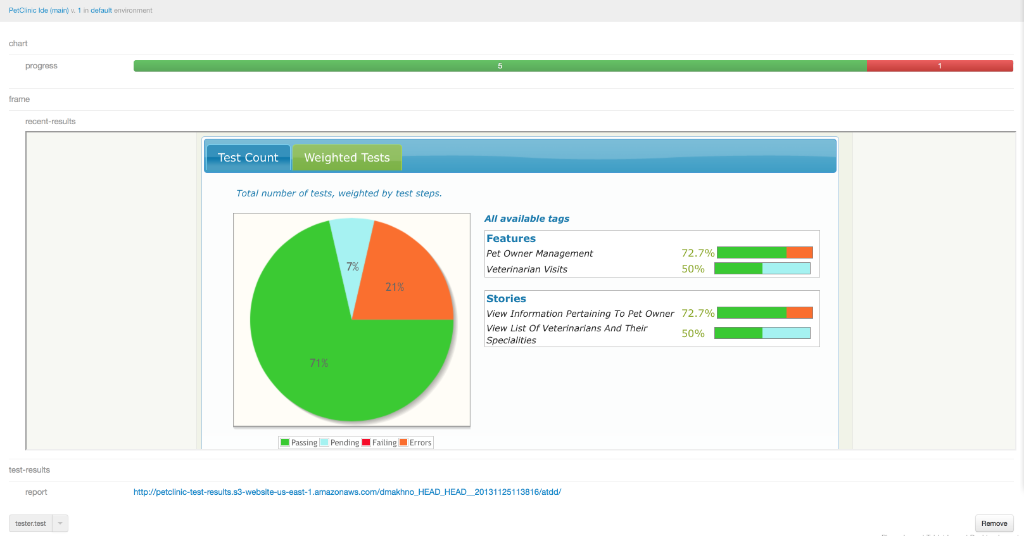 PetClinic Ide (main) v. 1 in default environment
chart
progress
5
1
frame
recent-results
Test Count
Weighted Tests
Total number of tests, weighted by test steps.
7%
21%
71%
Passing Pending Failing Errors
All available tags
Features
Pet Owner Management 72.7%
Veterinarian Visits 50%
Stories
View Information Pertaining To Pet Owner 72.7%
View List Of Veterinarians And Their
Specialities 50%
test-results
report
http://petclinic-test-results.s3-website-us-east-1.amazonaws.com/dmakhno_HEAD_HEAD__20131125113816/atdd/
tester.test
Remove